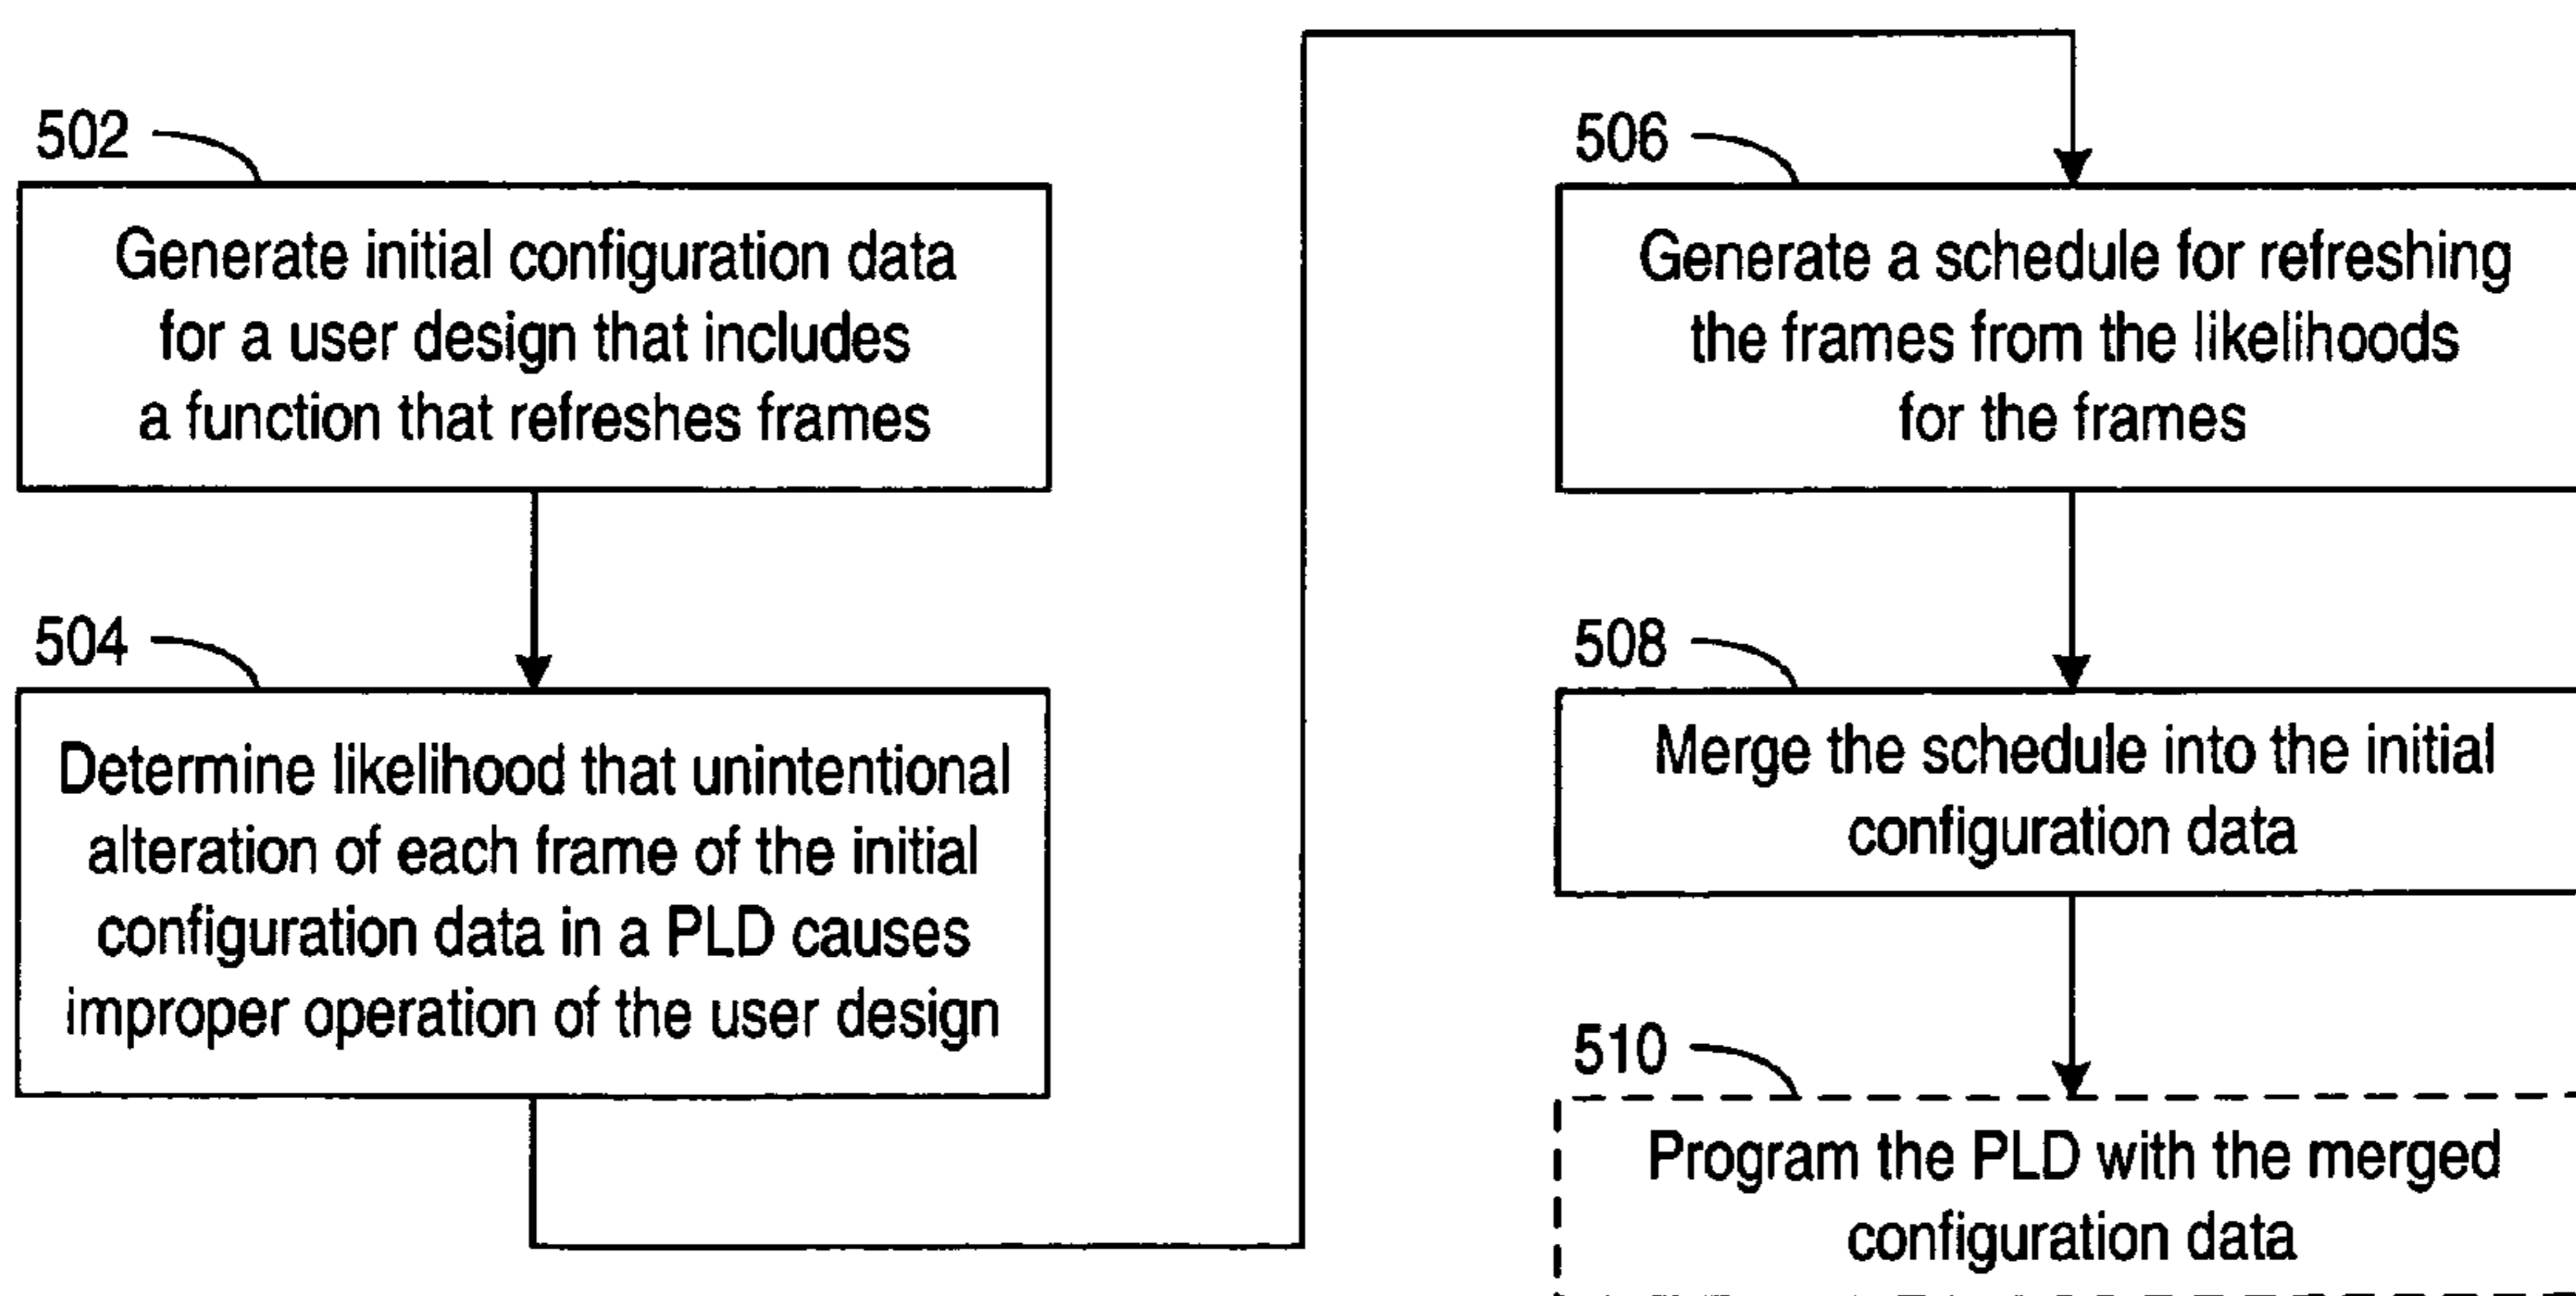 502
Generate initial configuration data
for a user design that includes
a function that refreshes frames
504
Determine likelihood that unintentional
alteration of each frame of the initial
configuration data in a PLD causes
improper operation of the user design
506
Generate a schedule for refreshing
the frames from the likelihoods
for the frames
508
Merge the schedule into the initial
configuration data
510
Program the PLD with the merged
configuration data